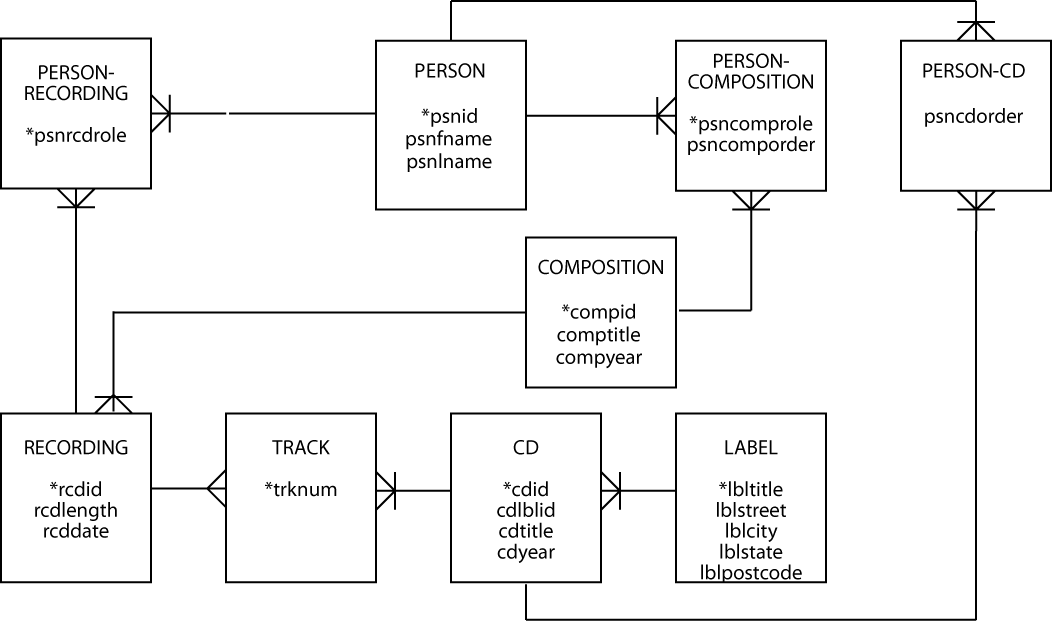 PERSON-
RECORDING
*psnrcdrole
PERSON
*psnid
psnfname
psnlname
PERSON-
COMPOSITION
*psncomprole
psncomporder
PERSON-CD
psncdorder
COMPOSITION
*compid
comptitle
compyear
RECORDING
*rcdid
rcdlength
rcddate
TRACK
*trknum
CD
*cdid
cdlblid
cdtitle
cdyear
LABEL
*lbltitle
lblstreet
lblcity
lblstate
lblpostcode